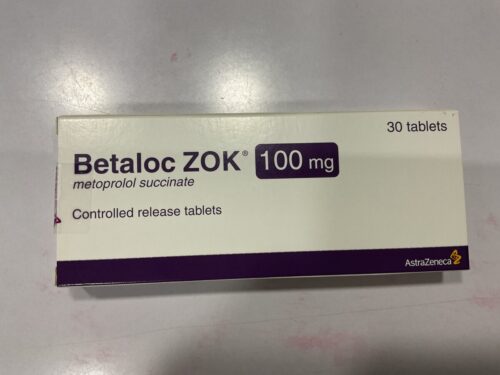 30 tablets
Betaloc ZOK® 100 mg
metoprolol succinate
Controlled release tablets
AstraZeneca